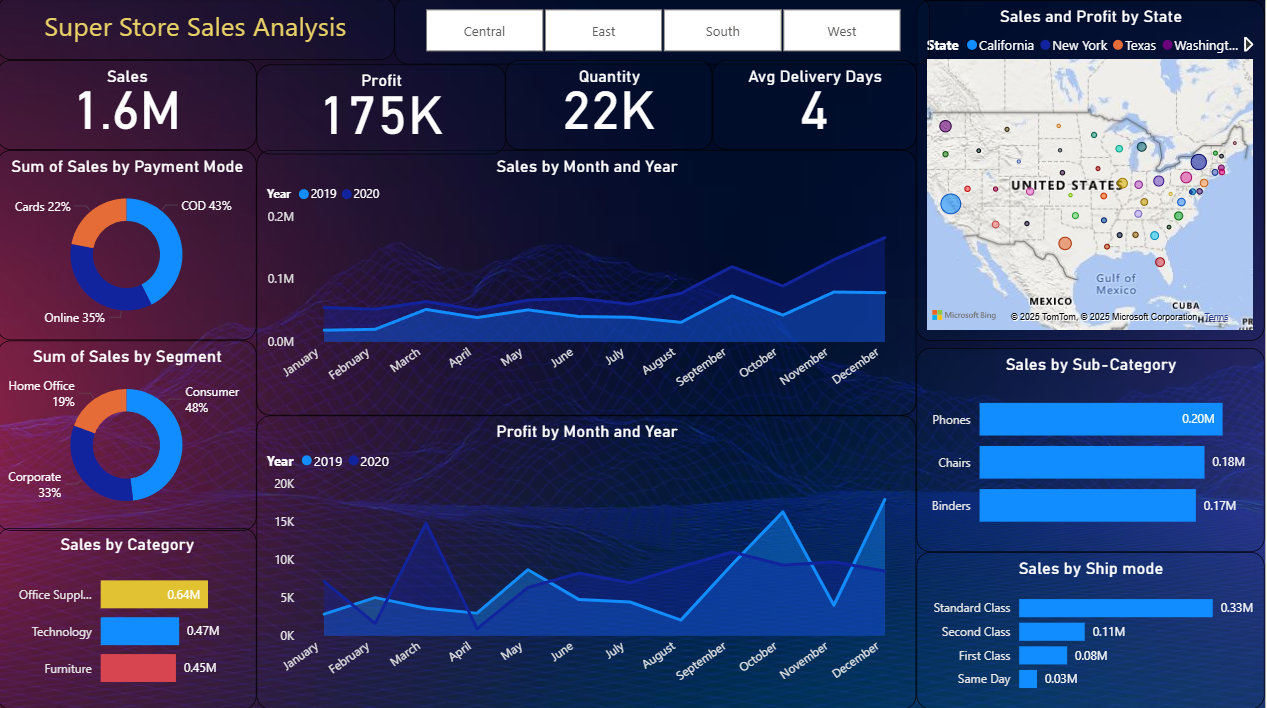 Super Store Sales Analysis
Central
East
South
West
Sales
1.6M
Profit
175K
Quantity
22K
Avg Delivery Days
4
Sum of Sales by Payment Mode
Cards 22%
COD 43%
Online 35%
Sum of Sales by Segment
Home Office
19%
Consumer
48%
Corporate
33%
Sales by Category
Office Suppl...
0.64M
Technology
0.47M
Furniture
0.45M
Sales by Month and Year
Year 2019 2020
0.2M
0.1M
0.0M
January
February
March
April
May
June
July
August
September
October
November
December
Profit by Month and Year
Year 2019 2020
20K
15K
10K
5K
0K
January
February
March
April
May
June
July
August
September
October
November
December
Sales and Profit by State
State California New York Texas Washingt...
UNITED STATES
Gulf of
Mexico
MEXICO
CUBA
PR
Microsoft Bing
© 2025 TomTom, © 2025 Microsoft Corporation, Terms
Sales by Sub-Category
Phones
0.20M
Chairs
0.18M
Binders
0.17M
Sales by Ship mode
Standard Class
0.33M
Second Class
0.11M
First Class
0.08M
Same Day
0.03M